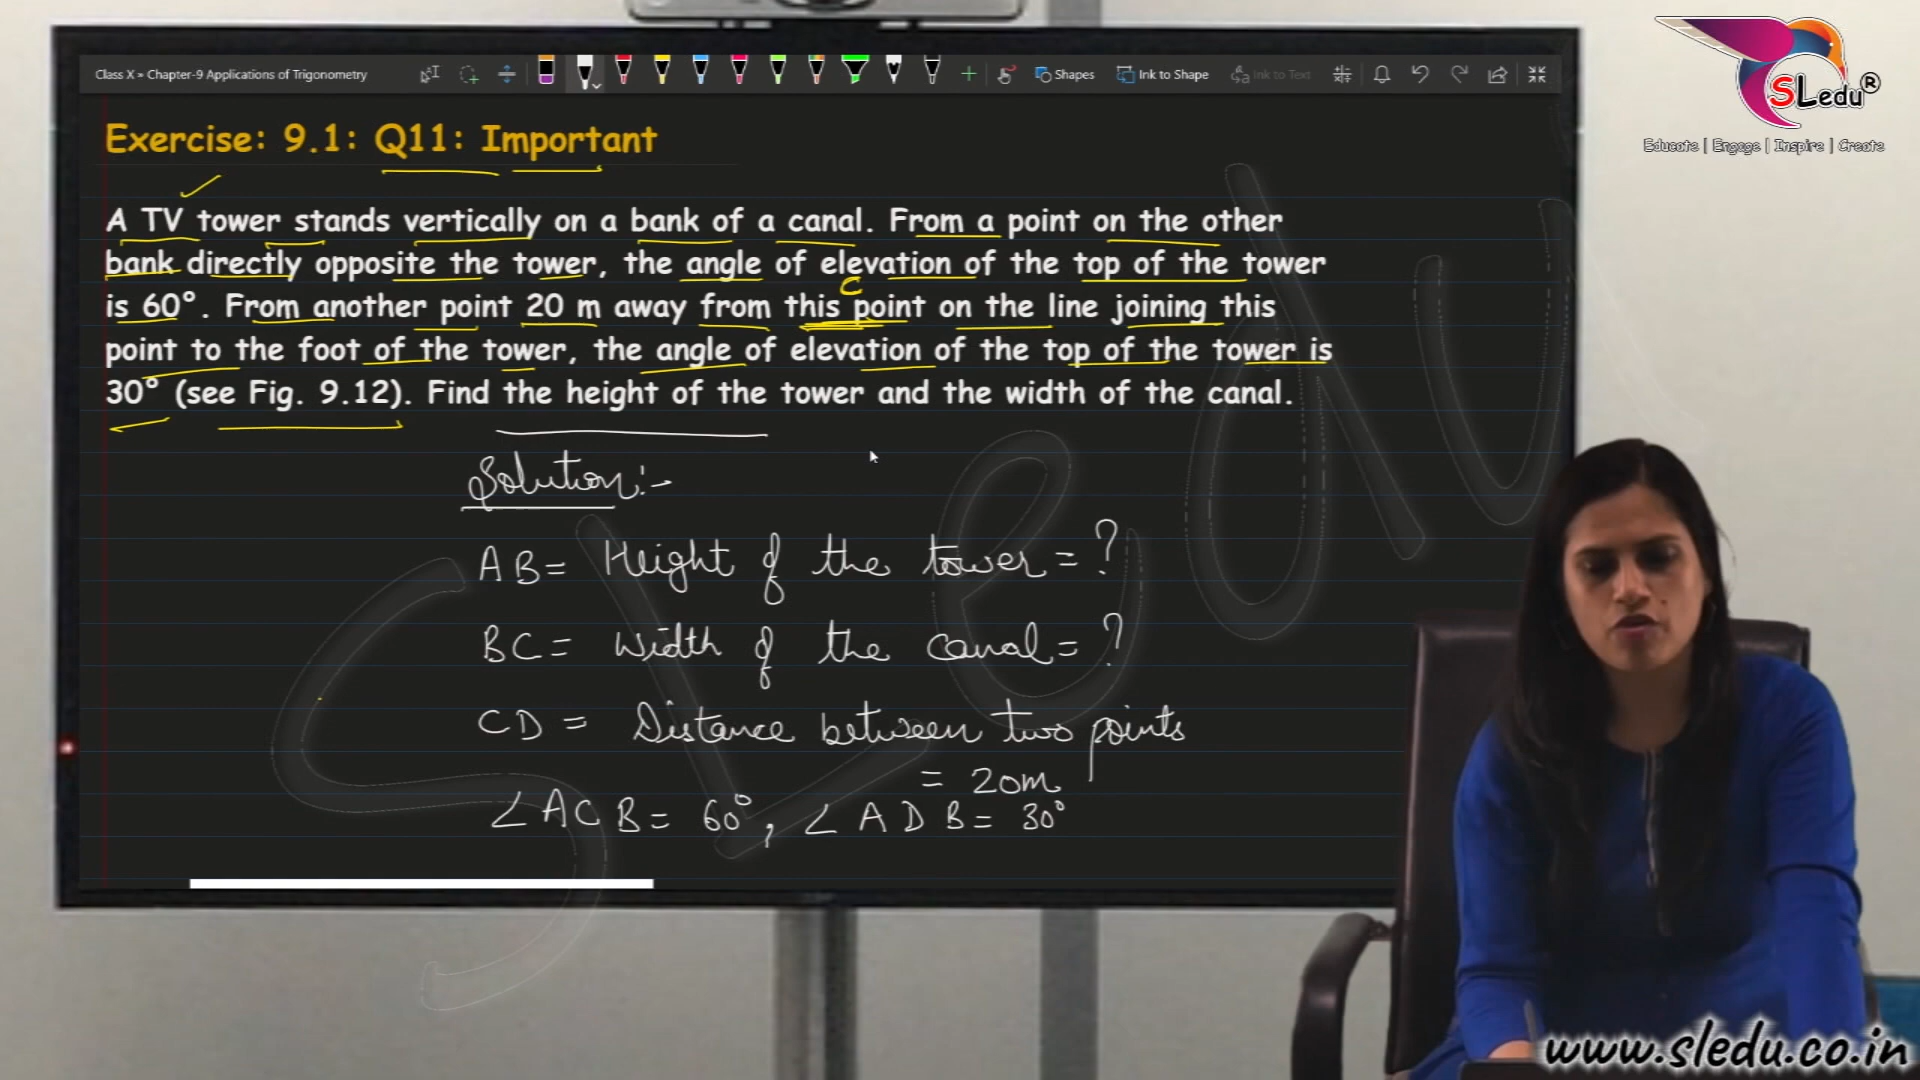 Class X » Chapter-9 Applications of Trigonometry
Shapes
Ink to Shape
Ink to Text
SLedu®
Educate | Engage | Inspire | Create
Exercise: 9.1: Q11: Important
A TV tower stands vertically on a bank of a canal. From a point on the other
bank directly opposite the tower, the angle of elevation of the top of the tower
C
is 60°. From another point 20 m away from this point on the line joining this
point to the foot of the tower, the angle of elevation of the top of the tower is
30° (see Fig. 9.12). Find the height of the tower and the width of the canal.
Solution:-
AB = Height of the tower = ?
BC = Width of the canal = ?
CD = Distance between two points
= 20m
∠ACB = 60°, ∠ADB = 30°
SLedu
www.sledu.co.in